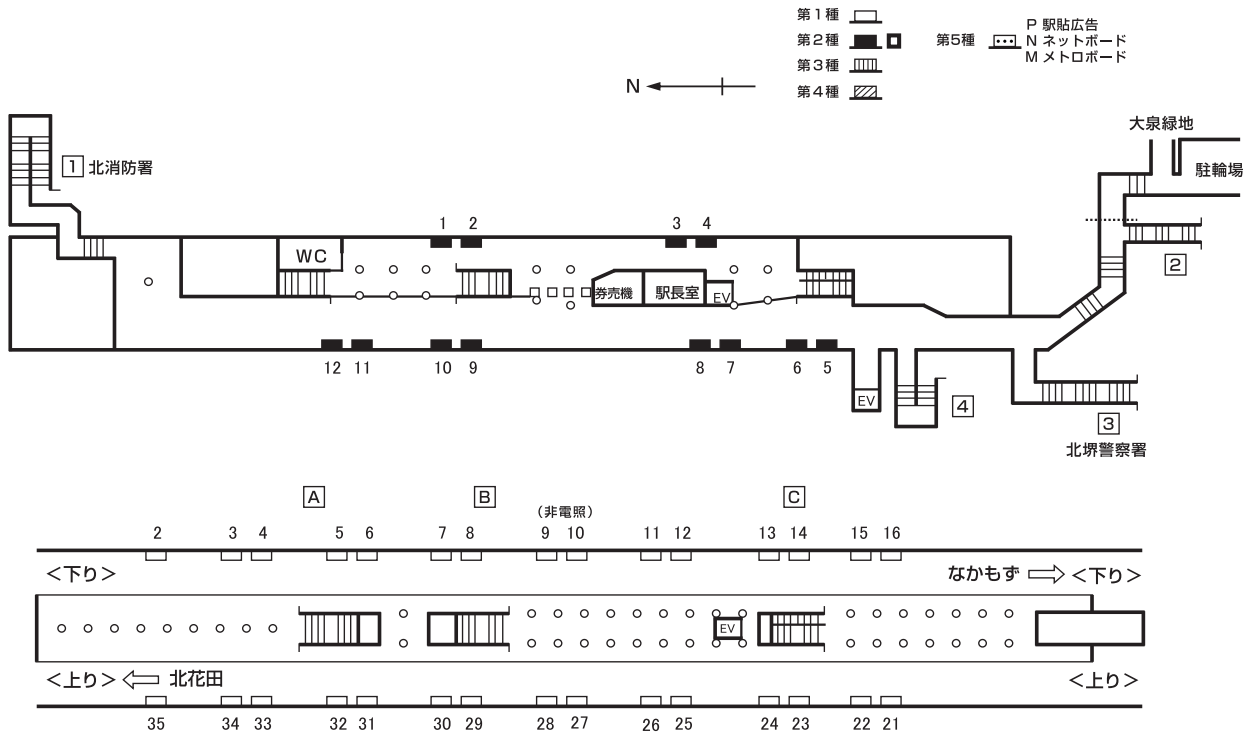 第1種
第2種
第3種
第4種
第5種
P 駅貼広告
N ネットボード
M メトロボード
N
1 北消防署
大泉緑地
駐輪場
1 2 3 4
WC
券売機
駅長室
EV
2
12 11 10 9 8 7 6 5
EV
4
3
北堺警察署
A B C
(非電照)
2 3 4 5 6 7 8 9 10 11 12 13 14 15 16
<下り>
なかもず
<下り>
EV
<上り>
北花田
<上り>
35 34 33 32 31 30 29 28 27 26 25 24 23 22 21